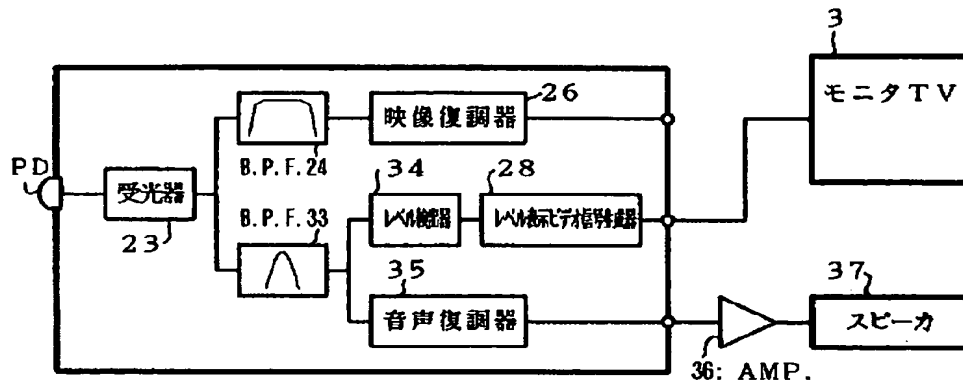 3
モニタTV
26
映像復調器
B.P.F.24
PD
受光器
23
34
レベル検出器
28
レベル表示ビデオ信号生成器
B.P.F.33
35
音声復調器
37
スピーカ
36: AMP.